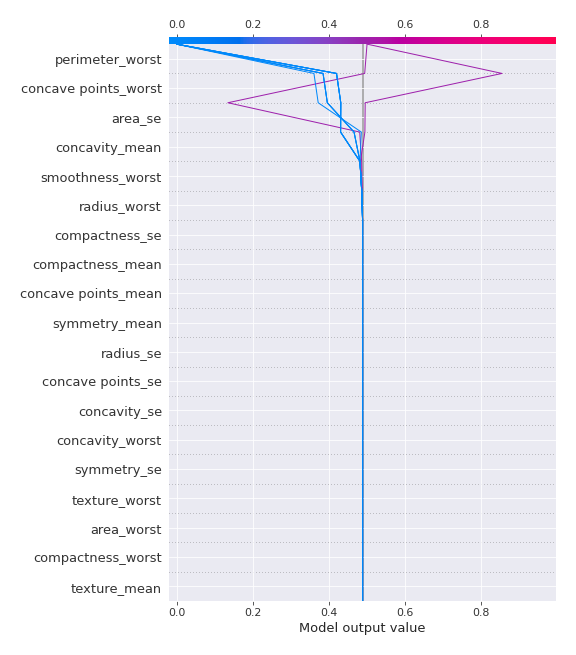 0.0 0.2 0.4 0.6 0.8
perimeter_worst
concave points_worst
area_se
concavity_mean
smoothness_worst
radius_worst
compactness_se
compactness_mean
concave points_mean
symmetry_mean
radius_se
concave points_se
concavity_se
concavity_worst
symmetry_se
texture_worst
area_worst
compactness_worst
texture_mean
0.0 0.2 0.4 0.6 0.8
Model output value